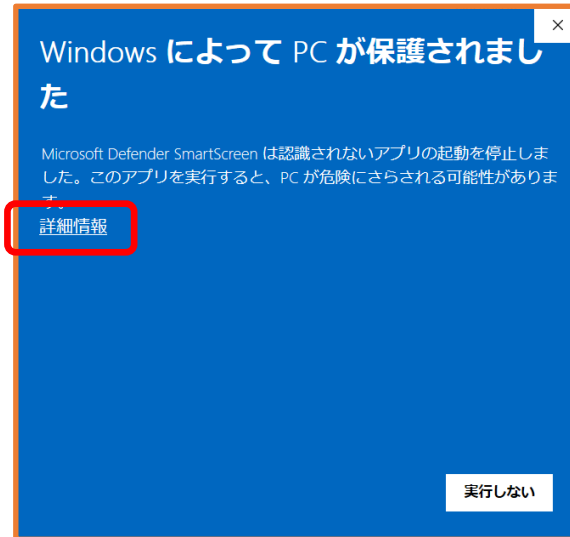 Windows によって PC が保護されまし
た
Microsoft Defender SmartScreen は認識されないアプリの起動を停止しま
した。このアプリを実行すると、PC が危険にさらされる可能性がありま
す。
詳細情報
実行しない